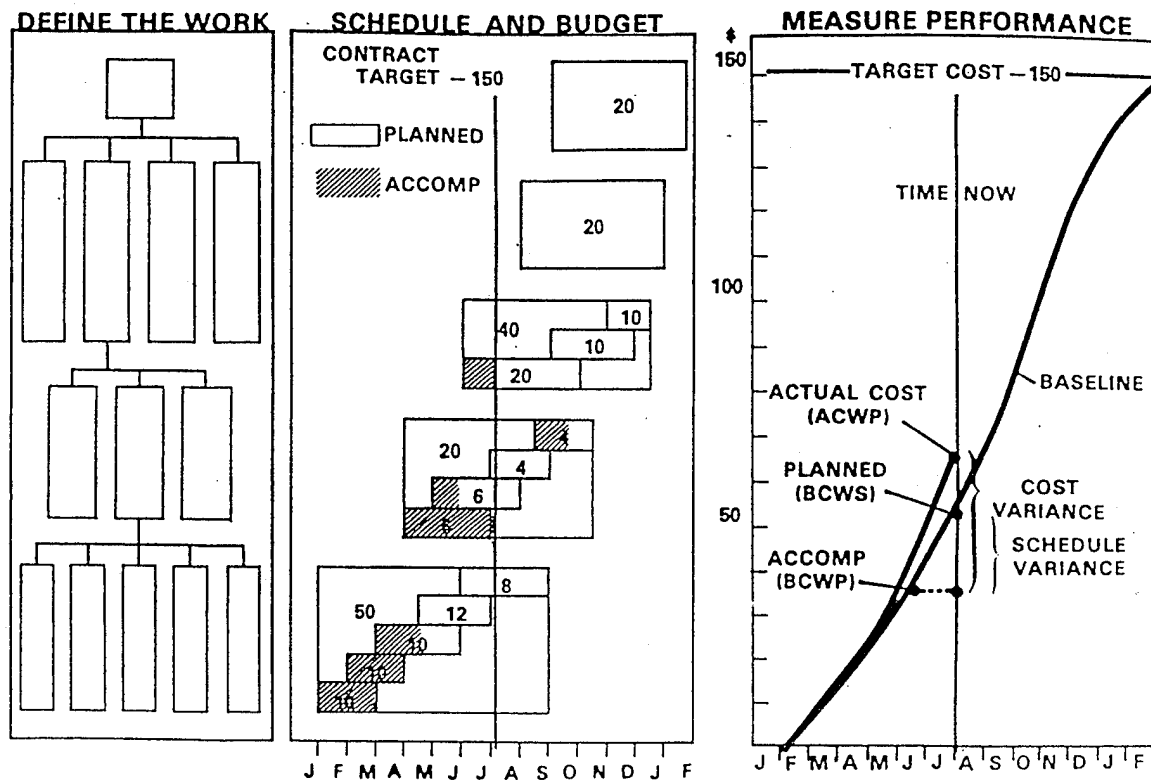 DEFINE THE WORK
SCHEDULE AND BUDGET
CONTRACT
TARGET – 150
PLANNED
ACCOMP
20
20
40
10
10
20
20
4
4
6
6
50
8
12
10
10
10
J F M A M J J A S O N D J F
MEASURE PERFORMANCE
$
150
TARGET COST – 150
TIME NOW
100
BASELINE
ACTUAL COST
(ACWP)
PLANNED
(BCWS)
COST
VARIANCE
50
SCHEDULE
VARIANCE
ACCOMP
(BCWP)
J F M A M J J A S O N D J F